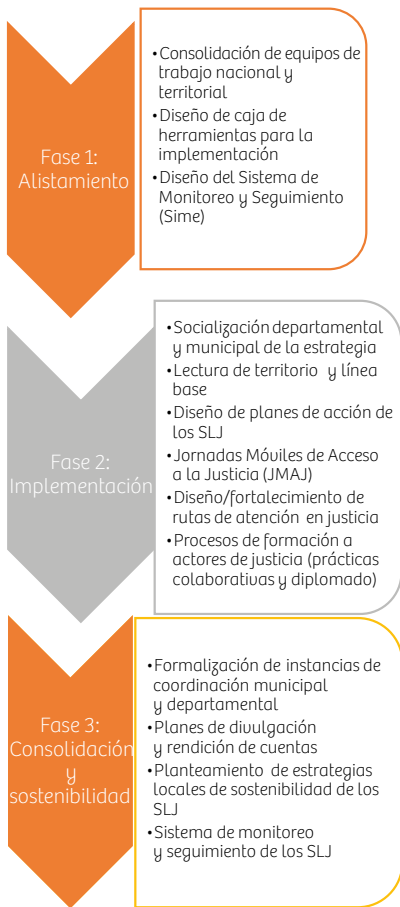 Fase 1:
Alistamiento
•Consolidación de equipos de
trabajo nacional y
territorial
•Diseño de caja de
herramientas para la
implementación
•Diseño del Sistema de
Monitoreo y Seguimiento
(Sime)
Fase 2:
Implementación
•Socialización departamental
y municipal de la estrategia
•Lectura de territorio y línea
base
•Diseño de planes de acción de
los SLJ
•Jornadas Móviles de Acceso
a la Justicia (JMAJ)
•Diseño/fortalecimiento de
rutas de atención en justicia
•Procesos de formación a
actores de justicia (prácticas
colaborativas y diplomado)
Fase 3:
Consolidación
y
sostenibilidad
•Formalización de instancias de
coordinación municipal
y departamental
•Planes de divulgación
y rendición de cuentas
•Planteamiento de estrategias
locales de sostenibilidad de los
SLJ
•Sistema de monitoreo
y seguimiento de los SLJ